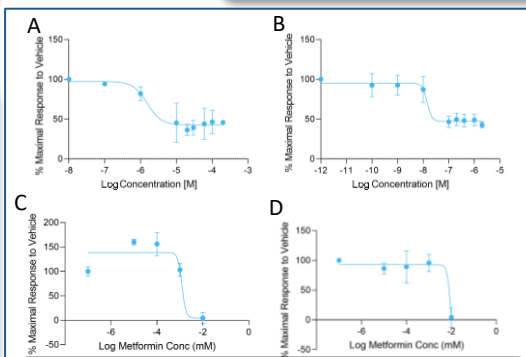 A
% Maximal Response to Vehicle
150
100
50
0
-8 -7 -6 -5 -4 -3
Log Concentration [M]
B
% Maximal Response to Vehicle
150
100
50
0
-12 -11 -10 -9 -8 -7 -6 -5
Log Concentration [M]
C
% Maximal Response to Vehicle
200
150
100
50
0
-50
-6 -4 -2 0
Log Metformin Conc (mM)
D
% Maximal Response to Vehicle
150
100
50
0
-50
-6 -4 -2 0
Log Metformin Conc (mM)